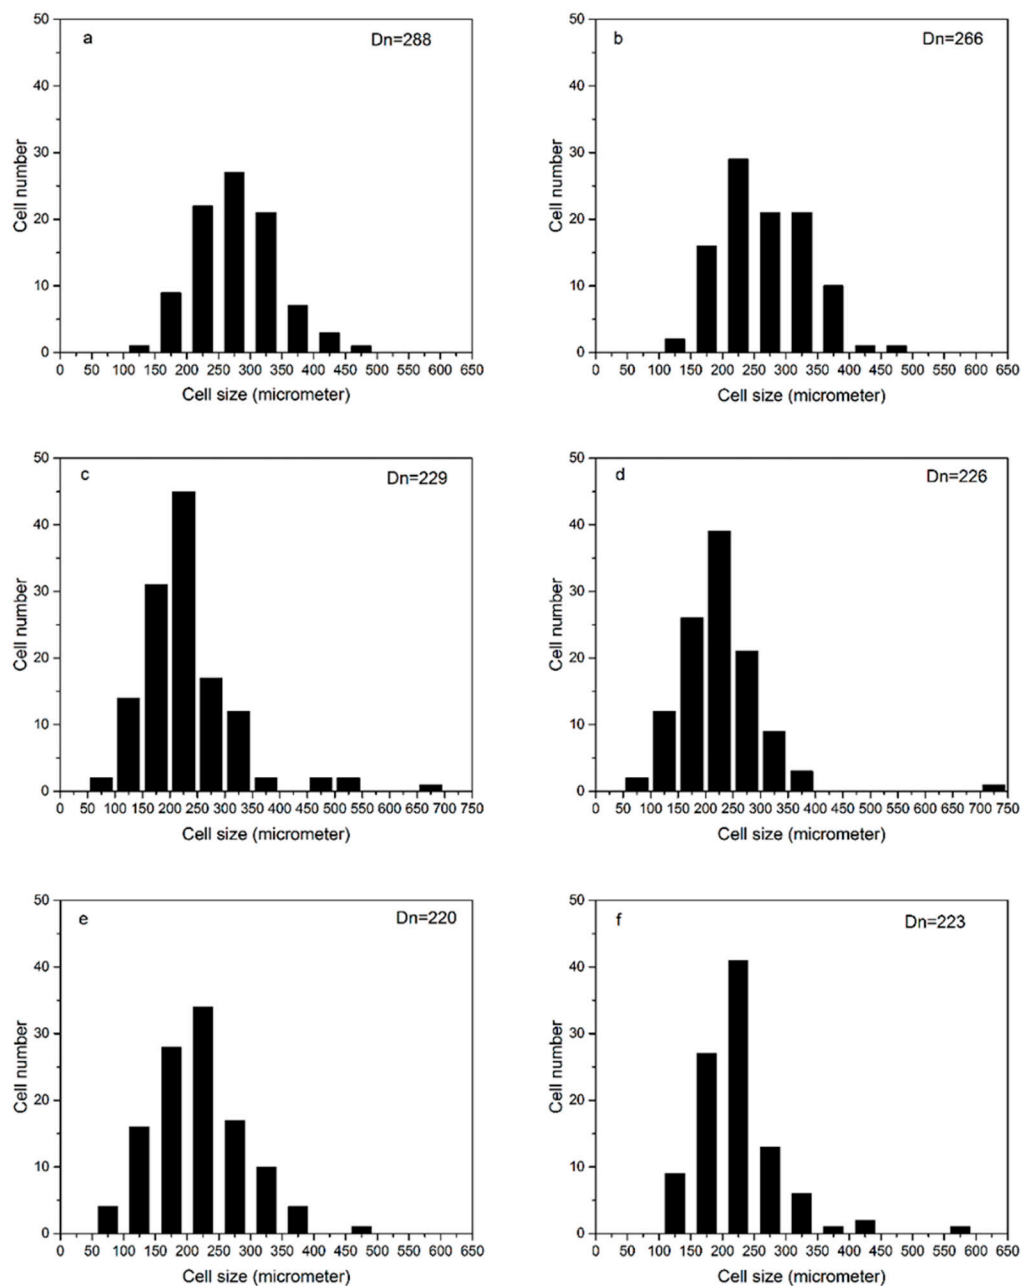 a
Dn=288
50
40
30
20
10
0
Cell number
0 50 100 150 200 250 300 350 400 450 500 550 600 650
Cell size (micrometer)
b
Dn=266
50
40
30
20
10
0
Cell number
0 50 100 150 200 250 300 350 400 450 500 550 600 650
Cell size (micrometer)
c
Dn=229
50
40
30
20
10
0
Cell number
0 50 100 150 200 250 300 350 400 450 500 550 600 650 700 750
Cell size (micrometer)
d
Dn=226
50
40
30
20
10
0
Cell number
0 50 100 150 200 250 300 350 400 450 500 550 600 650 700 750
Cell size (micrometer)
e
Dn=220
50
40
30
20
10
0
Cell number
0 50 100 150 200 250 300 350 400 450 500 550 600 650
Cell size (micrometer)
f
Dn=223
50
40
30
20
10
0
Cell number
0 50 100 150 200 250 300 350 400 450 500 550 600 650
Cell size (micrometer)